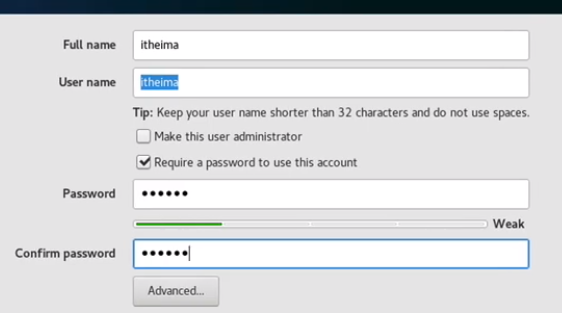 Full name itheima
User name itheima
Tip: Keep your user name shorter than 32 characters and do not use spaces.
Make this user administrator
Require a password to use this account
Password ••••••
Weak
Confirm password ••••••
Advanced...